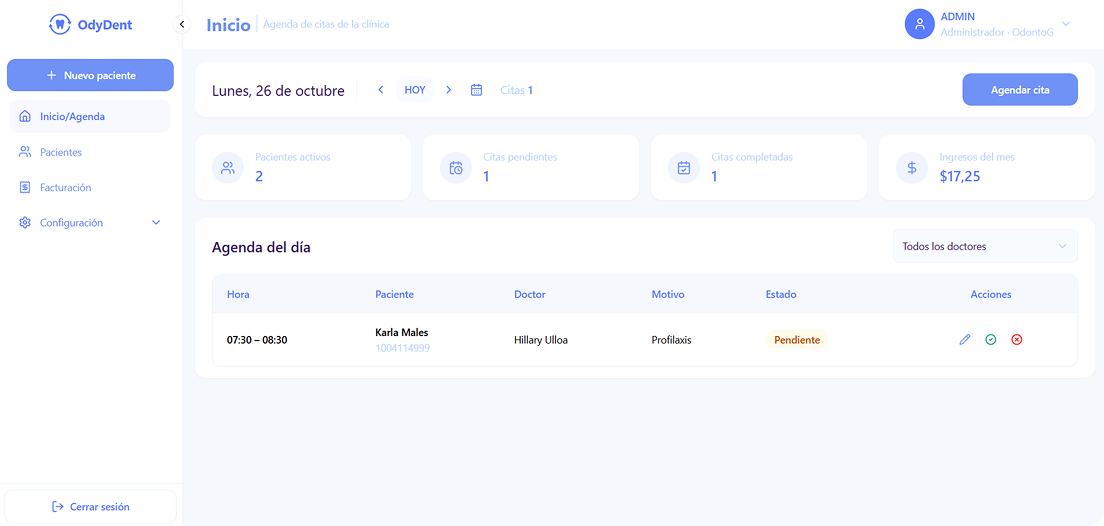 OdyDent
Inicio
Agenda de citas de la clínica
ADMIN
Administrador · OdontoG
Nuevo paciente
Inicio/Agenda
Pacientes
Facturación
Configuración
Cerrar sesión
Lunes, 26 de octubre
HOY
Citas 1
Agendar cita
Pacientes activos
2
Citas pendientes
1
Citas completadas
1
Ingresos del mes
$17,25
Agenda del día
Todos los doctores
Hora Paciente Doctor Motivo Estado Acciones
07:30 – 08:30 Karla Males Hillary Ulloa Profilaxis Pendiente
1004114999